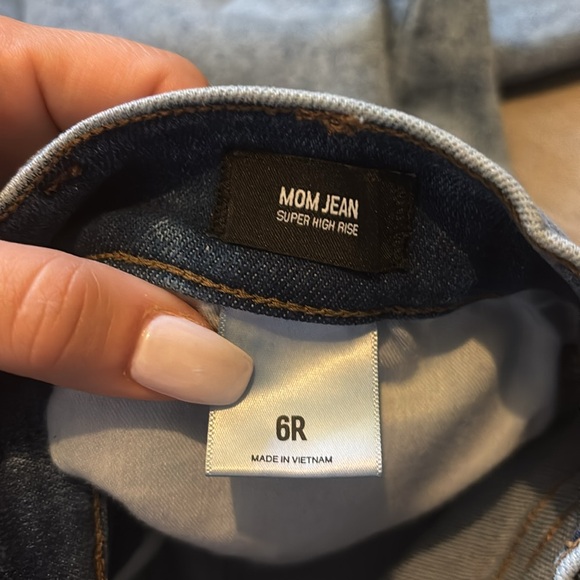 MOM JEAN
SUPER HIGH RISE
6R
MADE IN VIETNAM